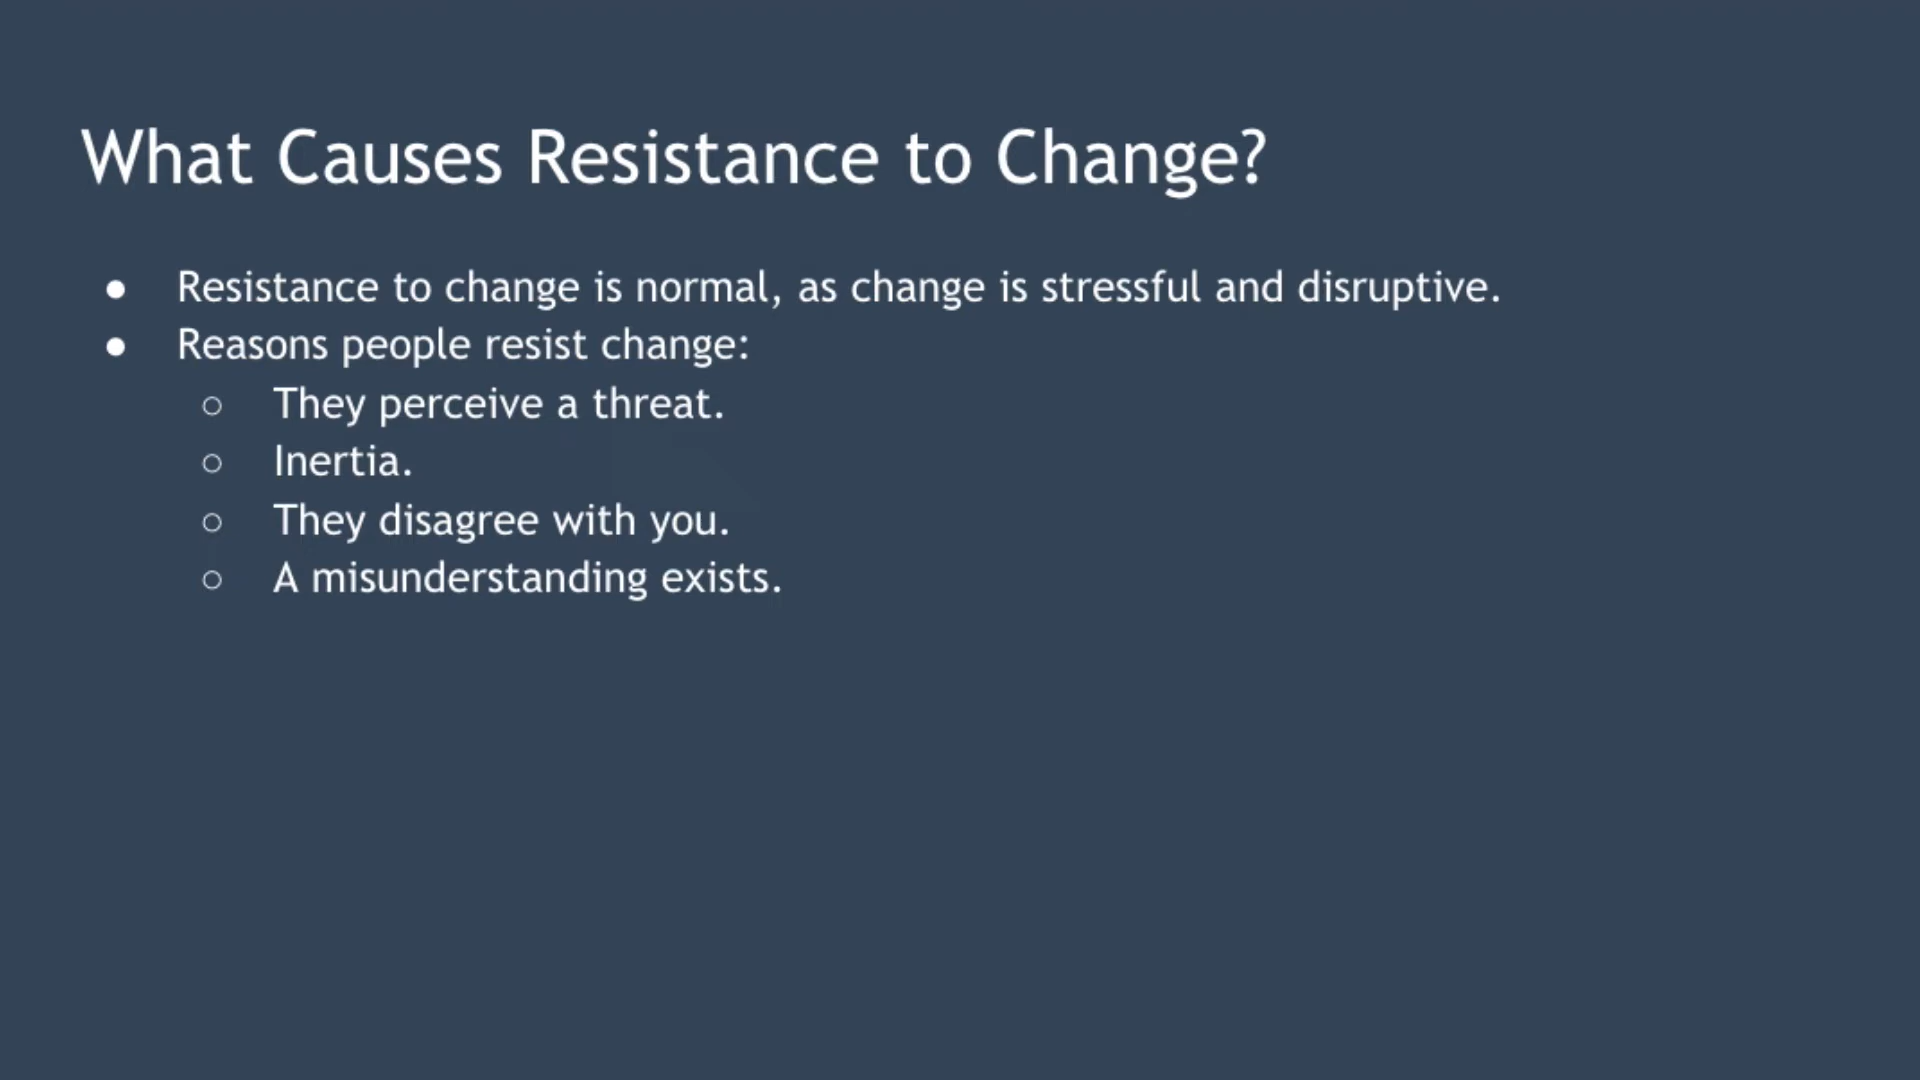 What Causes Resistance to Change?
● Resistance to change is normal, as change is stressful and disruptive.
● Reasons people resist change:
○ They perceive a threat.
○ Inertia.
○ They disagree with you.
○ A misunderstanding exists.